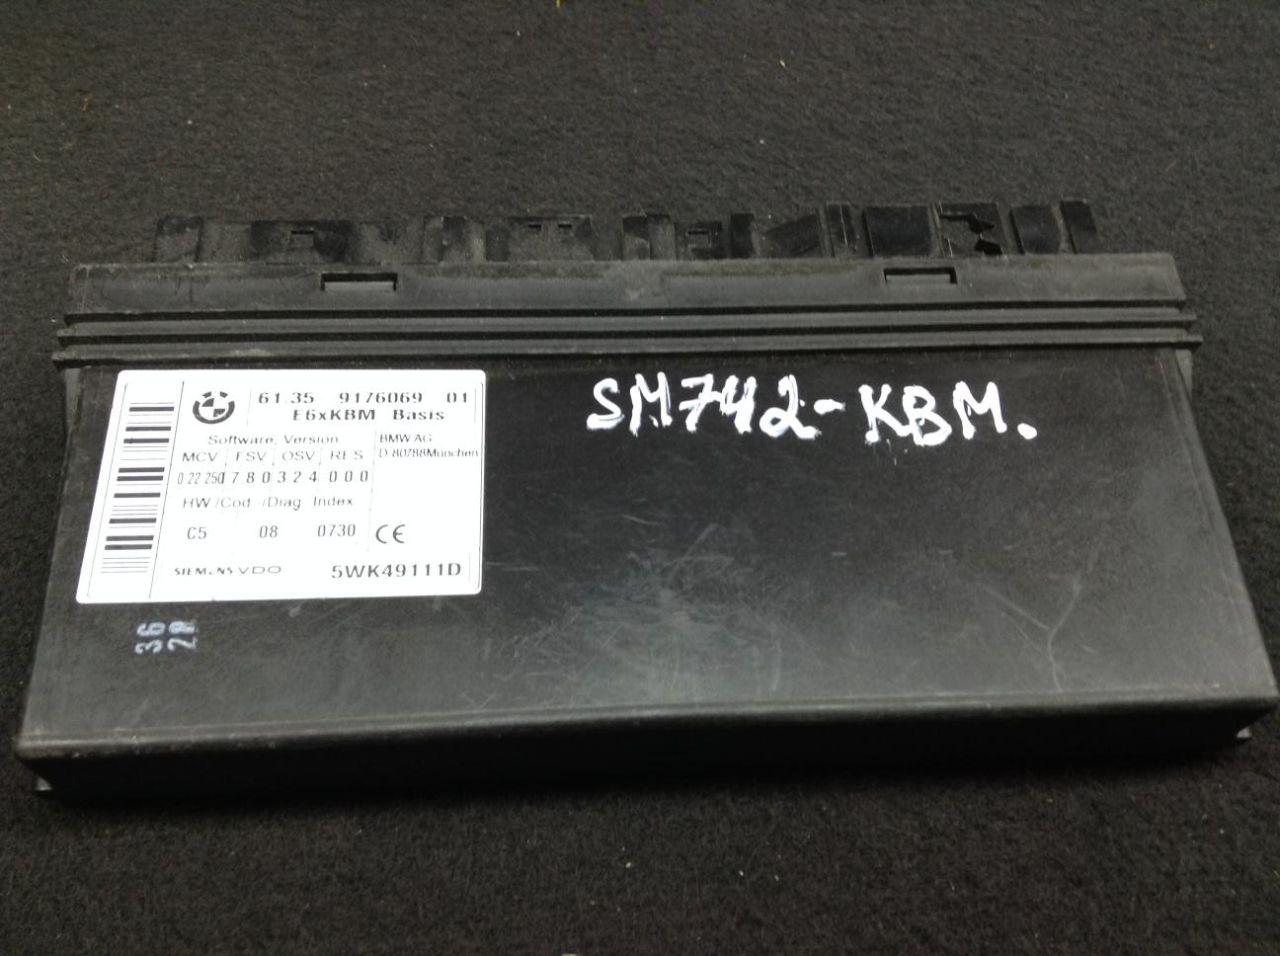 61.35 9176069 01
E6xKBM Basis
Software, Version
MCV FSV OSV RES
0 22 250 7 8 0 3 2 4 0 0 0
HW /Cod -/Diag Index
C5 08 0730
BMW AG
D-80788München
CE
SIEMENS VDO 5WK49111D
SM742-KBM.
36